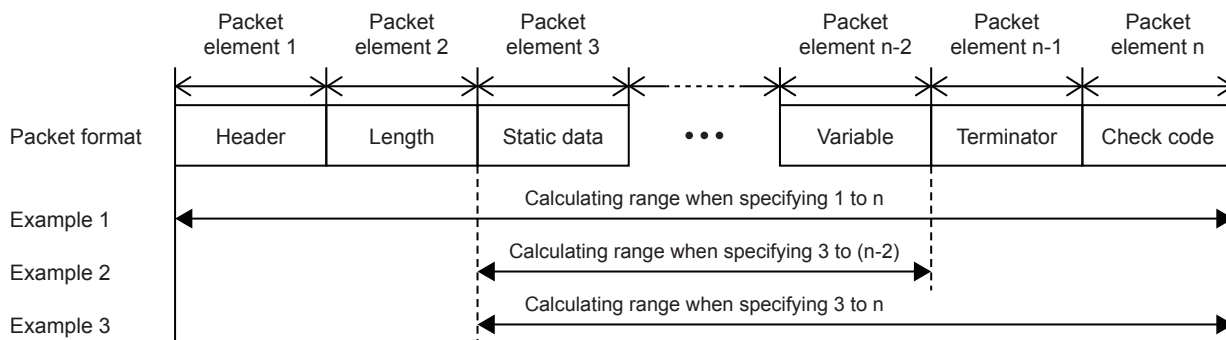 Packet element 1
Packet element 2
Packet element 3
Packet element n-2
Packet element n-1
Packet element n
Packet format
Header
Length
Static data
•••
Variable
Terminator
Check code
Example 1
Calculating range when specifying 1 to n
Example 2
Calculating range when specifying 3 to (n-2)
Example 3
Calculating range when specifying 3 to n